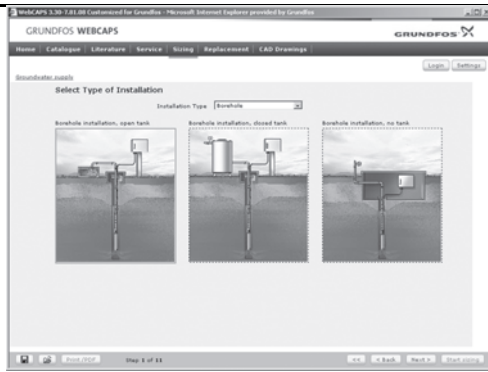 WebCAPS 3.30-7.01.08 Customized for Grundfos - Microsoft Internet Explorer provided by Grundfos
GRUNDFOS WEBCAPS
GRUNDFOS
Home Catalogue Literature Service Sizing Replacement CAD Drawings
Login Settings
Groundwater supply
Select Type of Installation
Installation Type Borehole
Borehole installation, open tank Borehole installation, closed tank Borehole installation, no tank
Print/PDF Step 1 of 11 << < Back Next > Start sizing